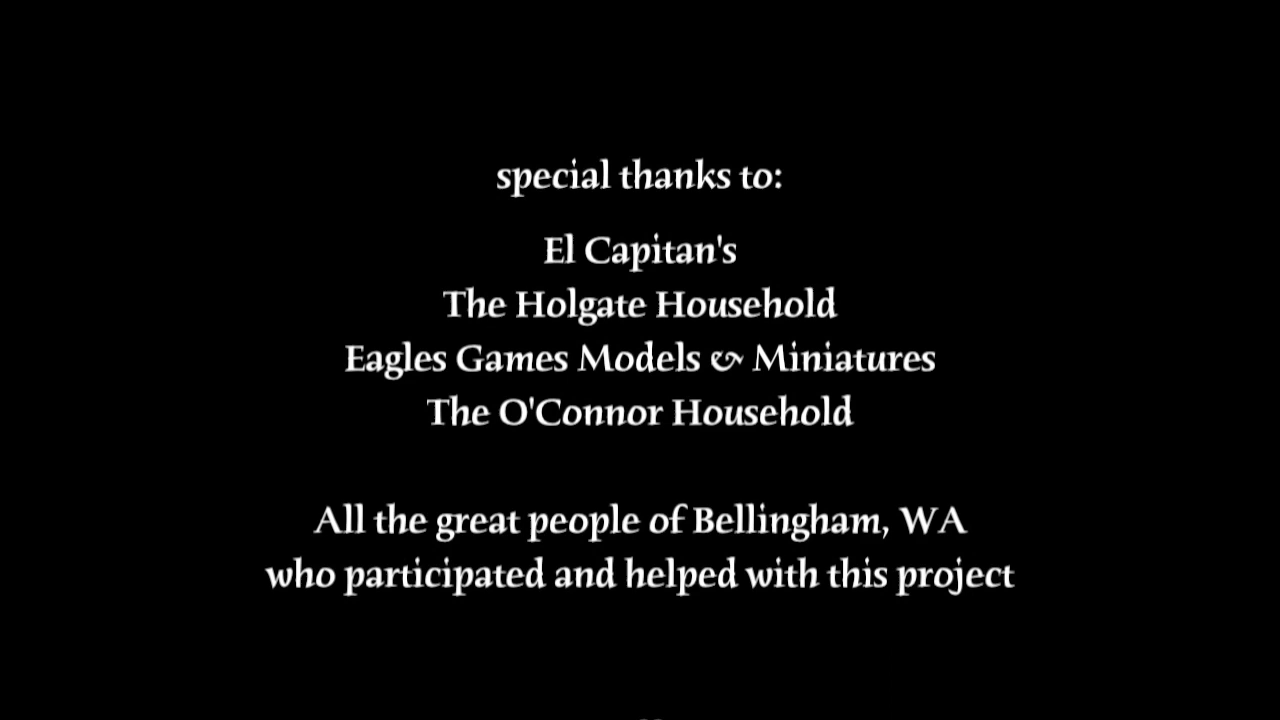 special thanks to:
El Capitan's
The Holgate Household
Eagles Games Models & Miniatures
The O'Connor Household
All the great people of Bellingham, WA
who participated and helped with this project